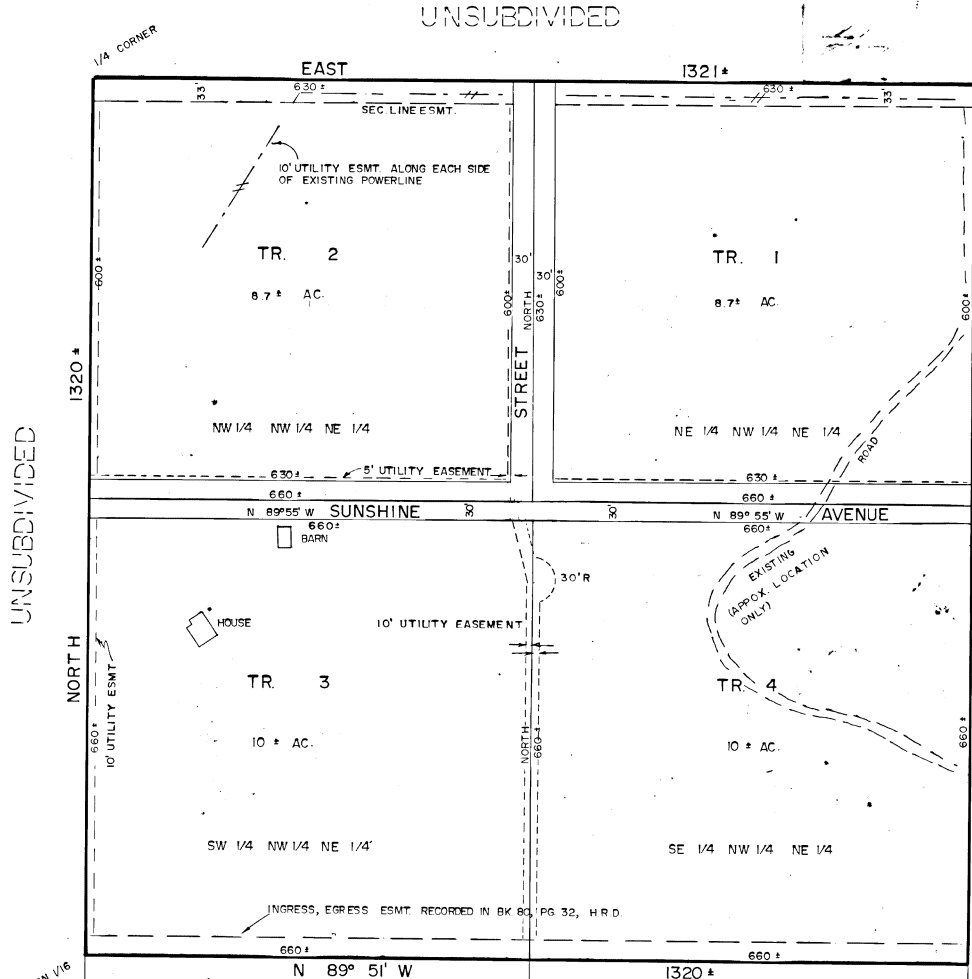 UNSUBDIVIDED
1/4 CORNER
EAST
1321 ±
33'
630 ±
630 ±
33'
SEC. LINE ESMT.
10' UTILITY ESMT. ALONG EACH SIDE
OF EXISTING POWERLINE
TR. 2
8.7 ± AC.
30'
30'
NORTH
630 ±
600 ±
600 ±
600 ±
TR. 1
8.7 ± AC.
600 ±
1320 ±
STREET
NW 1/4 NW 1/4 NE 1/4
NE 1/4 NW 1/4 NE 1/4
ROAD
UNSUBDIVIDED
630 ±
5' UTILITY EASEMENT
630 ±
660 ±
660 ±
N 89° 55' W SUNSHINE
30'
30'
N 89° 55' W AVENUE
660 ±
660 ±
BARN
EXISTING
(APPOX. LOCATION
ONLY)
30' R
HOUSE
10' UTILITY EASEMENT
NORTH
10' UTILITY ESMT
660 ±
TR. 3
TR. 4
10 ± AC.
NORTH
660 ±
10 ± AC.
660 ±
SW 1/4 NW 1/4 NE 1/4
SE 1/4 NW 1/4 NE 1/4
INGRESS, EGRESS ESMT. RECORDED IN BK 80, PG. 32, H.R.D.
660 ±
660 ±
N 1/16
N 89° 51' W
1320 ±